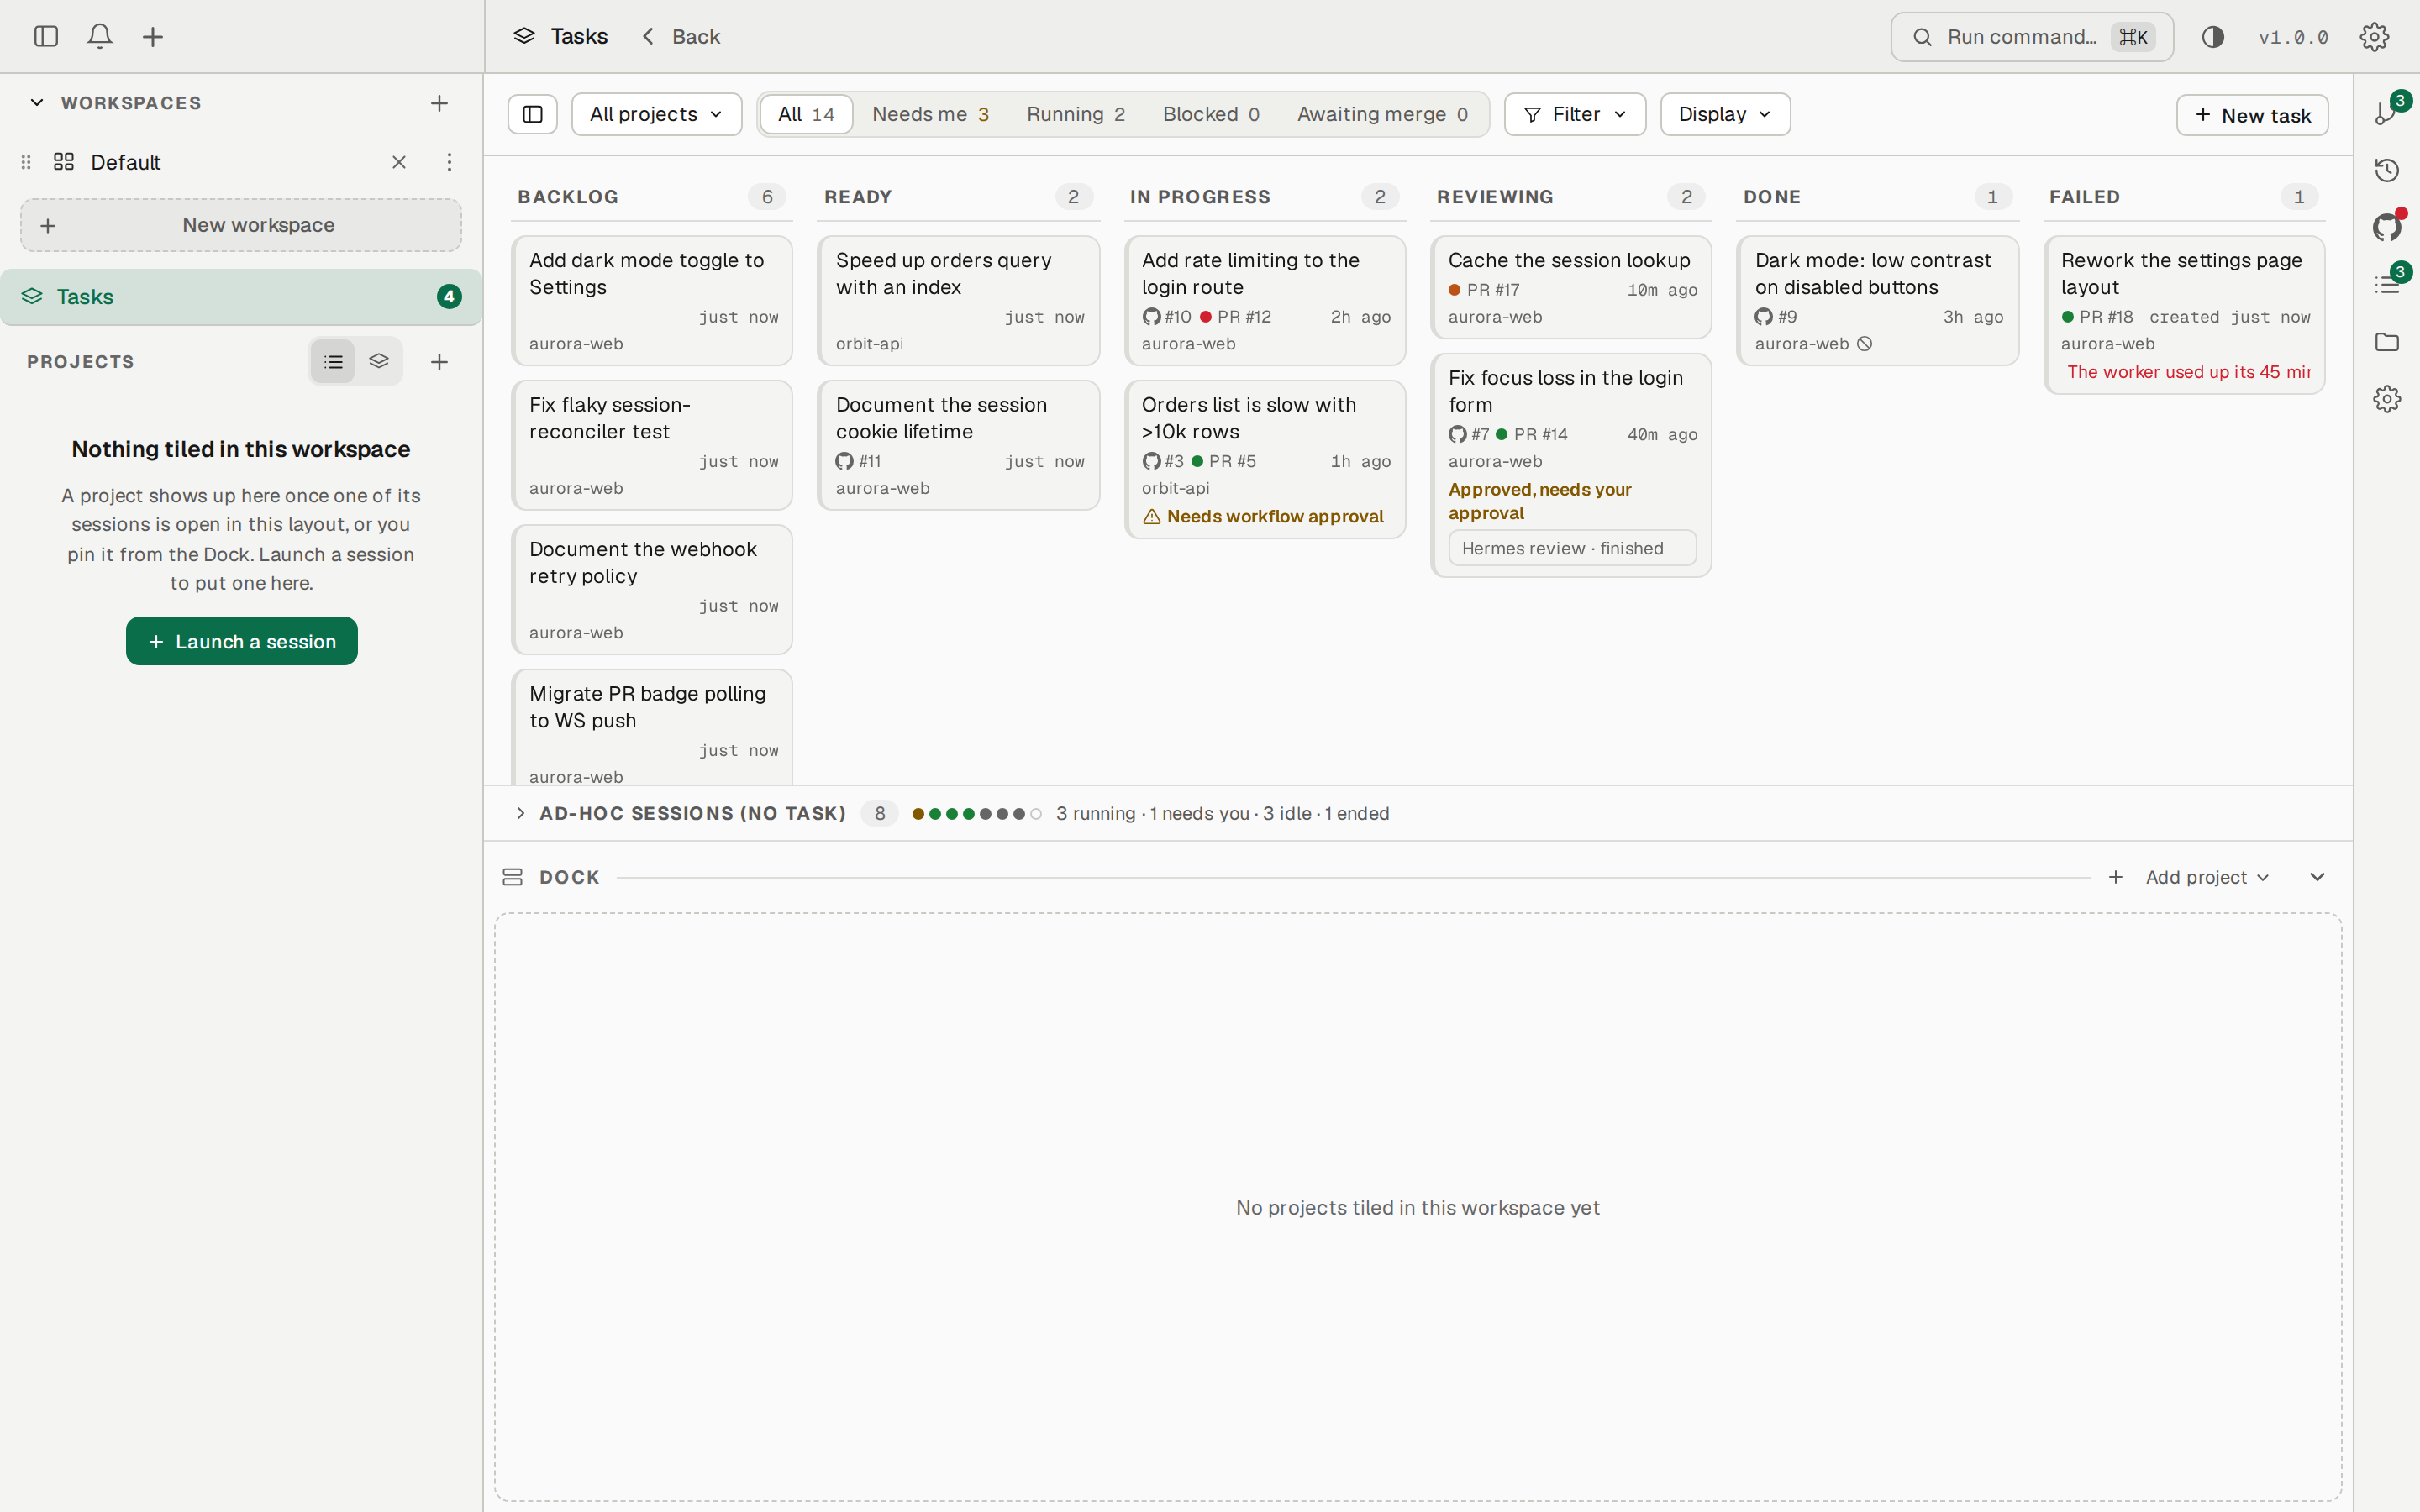 Tasks
Back
Run command...
⌘K
v1.0.0
WORKSPACES
Default
New workspace
Tasks
4
PROJECTS
Nothing tiled in this workspace
A project shows up here once one of its
sessions is open in this layout, or you
pin it from the Dock. Launch a session
to put one here.
Launch a session
All projects
All 14
Needs me 3
Running 2
Blocked 0
Awaiting merge 0
Filter
Display
New task
BACKLOG 6
Add dark mode toggle to
Settings
just now
aurora-web
Fix flaky session-
reconciler test
just now
aurora-web
Document the webhook
retry policy
just now
aurora-web
Migrate PR badge polling
to WS push
just now
aurora-web
READY 2
Speed up orders query
with an index
just now
orbit-api
Document the session
cookie lifetime
#11 just now
aurora-web
IN PROGRESS 2
Add rate limiting to the
login route
#10 PR #12 2h ago
aurora-web
Orders list is slow with
>10k rows
#3 PR #5 1h ago
orbit-api
Needs workflow approval
REVIEWING 2
Cache the session lookup
PR #17 10m ago
aurora-web
Fix focus loss in the login
form
#7 PR #14 40m ago
aurora-web
Approved, needs your
approval
Hermes review · finished
DONE 1
Dark mode: low contrast
on disabled buttons
#9 3h ago
aurora-web
FAILED 1
Rework the settings page
layout
PR #18 created just now
aurora-web
The worker used up its 45 min
3
3
AD-HOC SESSIONS (NO TASK) 8 3 running · 1 needs you · 3 idle · 1 ended
DOCK
Add project
No projects tiled in this workspace yet